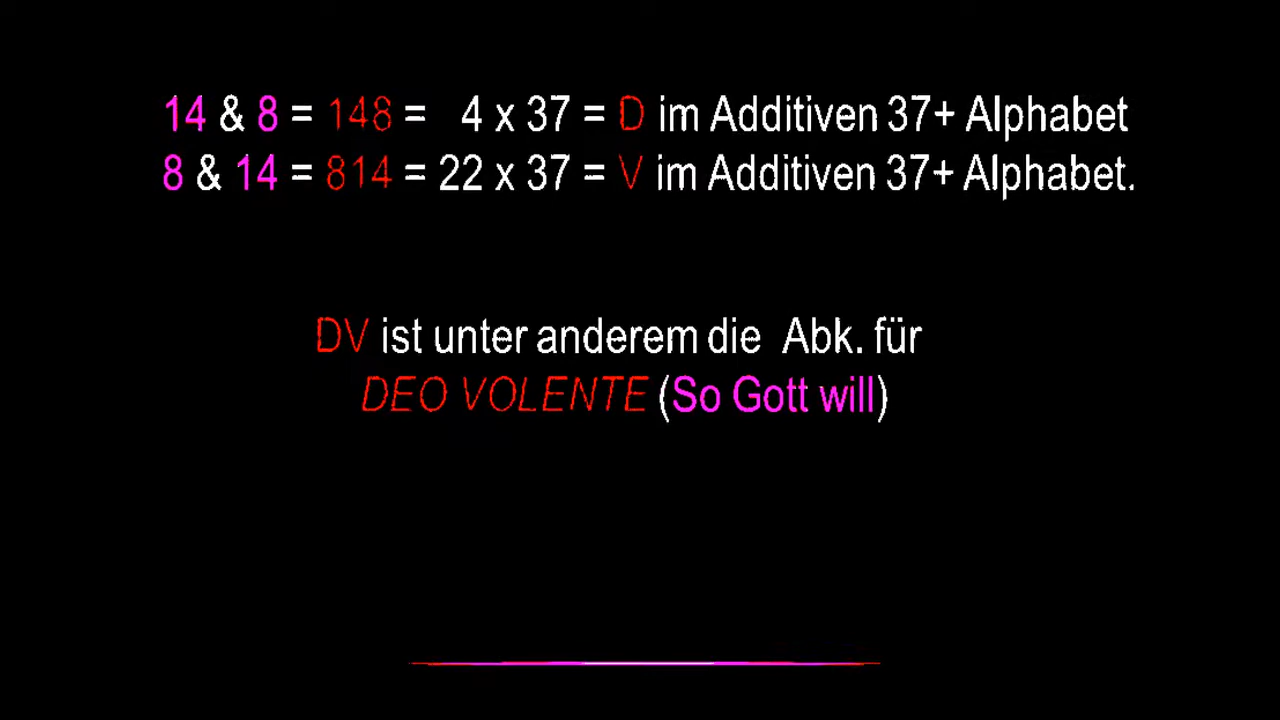 14 & 8 = 148 = 4 x 37 = D im Additiven 37+ Alphabet
8 & 14 = 814 = 22 x 37 = V im Additiven 37+ Alphabet.
DV ist unter anderem die Abk. für
DEO VOLENTE (So Gott will)